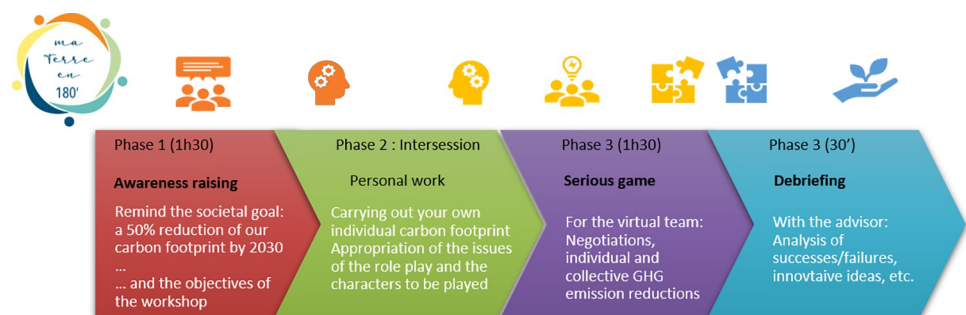 ma
Terre
en
180'
Phase 1 (1h30)
Awareness raising
Remind the societal goal:
a 50% reduction of our
carbon footprint by 2030
...
... and the objectives of
the workshop
Phase 2 : Intersession
Personal work
Carrying out your own
individual carbon footprint
Appropriation of the issues
of the role play and the
characters to be played
Phase 3 (1h30)
Serious game
For the virtual team:
Negotiations,
individual and
collective GHG
emission reductions
Phase 3 (30’)
Debriefing
With the advisor:
Analysis of
successes/failures,
innovtaive ideas, etc.